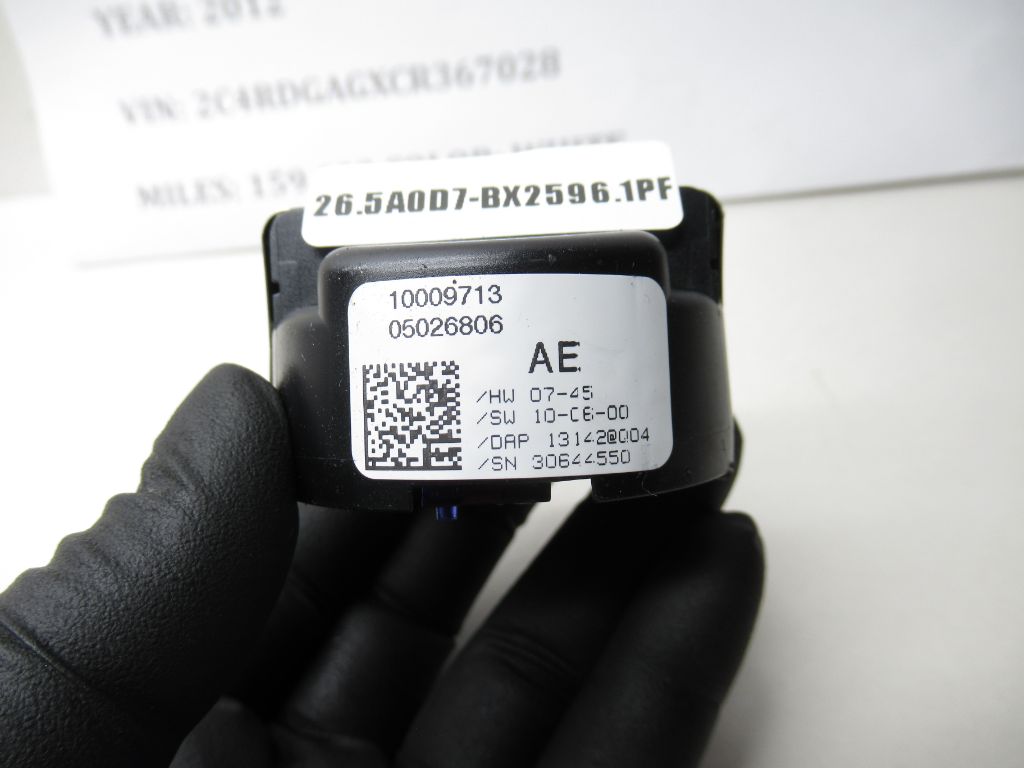 YEAR: 2012
VIN: 2C4RDGAGXCR367028
MILES: 159
26.5A0D7-BX2596.1PF
10009713
05026806
AE
/HW 07-45
/SW 10-06-00
/DAP 13142@004
/SN 30644550